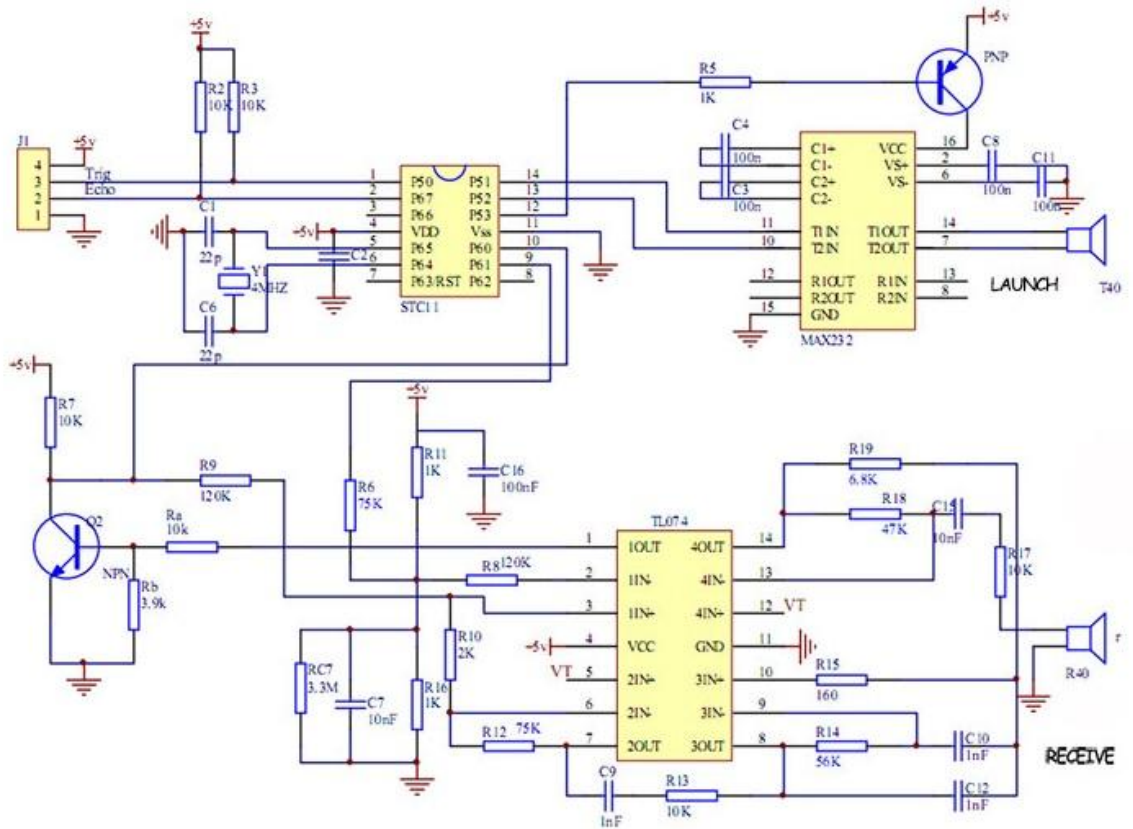 +5v
+5v
PNP
R2
10K
R3
10K
R5
1K
J1
+5v
4
3
2
1
Trig
Echo
C4
100n
C3
100n
C1+
C1-
C2+
C2-
T1IN
T2IN
R1OUT
R2OUT
GND
VCC
VS+
VS-
T1OUT
T2OUT
R1IN
R2IN
11
10
12
15
16
2
6
14
7
13
8
MAX232
C8
100n
C11
100n
LAUNCH
T40
1
2
3
4
5
6
7
P50
P67
P66
VDD
P65
P64
P63/RST
P51
P52
P53
Vss
P60
P61
P62
14
13
12
11
10
9
8
STC11
C1
22p
Y1
4MHZ
C6
22p
+5v
C2
+5v
R7
10K
R9
120K
Q2
NPN
Ra
10k
Rb
3.9k
R6
75K
+5v
R11
1K
C16
100nF
R8
120K
R10
2K
RC7
3.3M
C7
10nF
R16
1K
R12
75K
C9
1nF
R13
10K
TL074
1
2
3
4
5
6
7
+5v
VT
1OUT
1IN-
1IN+
VCC
2IN+
2IN-
2OUT
4OUT
4IN-
4IN+
GND
3IN+
3IN-
3OUT
14
13
12
11
10
9
8
VT
R19
6.8K
R18
47K
C15
10nF
R17
10K
R15
160
R14
56K
C10
1nF
C12
1nF
r
R40
RECEIVE